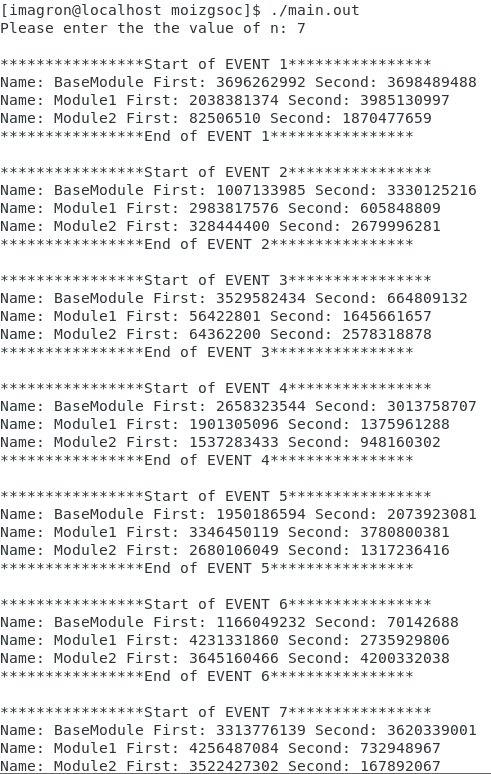 [imagron@localhost moizgsoc]$ ./main.out
Please enter the the value of n: 7
****************Start of EVENT 1****************
Name: BaseModule First: 3696262992 Second: 3698489488
Name: Module1 First: 2038381374 Second: 3985130997
Name: Module2 First: 82506510 Second: 1870477659
****************End of EVENT 1****************
****************Start of EVENT 2****************
Name: BaseModule First: 1007133985 Second: 3330125216
Name: Module1 First: 2983817576 Second: 605848809
Name: Module2 First: 328444400 Second: 2679996281
****************End of EVENT 2****************
****************Start of EVENT 3****************
Name: BaseModule First: 3529582434 Second: 664809132
Name: Module1 First: 56422801 Second: 1645661657
Name: Module2 First: 64362200 Second: 2578318878
****************End of EVENT 3****************
****************Start of EVENT 4****************
Name: BaseModule First: 2658323544 Second: 3013758707
Name: Module1 First: 1901305096 Second: 1375961288
Name: Module2 First: 1537283433 Second: 948160302
****************End of EVENT 4****************
****************Start of EVENT 5****************
Name: BaseModule First: 1950186594 Second: 2073923081
Name: Module1 First: 3346450119 Second: 3780800381
Name: Module2 First: 2680106049 Second: 1317236416
****************End of EVENT 5****************
****************Start of EVENT 6****************
Name: BaseModule First: 1166049232 Second: 70142688
Name: Module1 First: 4231331860 Second: 2735929806
Name: Module2 First: 3645160466 Second: 4200332038
****************End of EVENT 6****************
****************Start of EVENT 7****************
Name: BaseModule First: 3313776139 Second: 3620339001
Name: Module1 First: 4256487084 Second: 732948967
Name: Module2 First: 3522427302 Second: 167892067